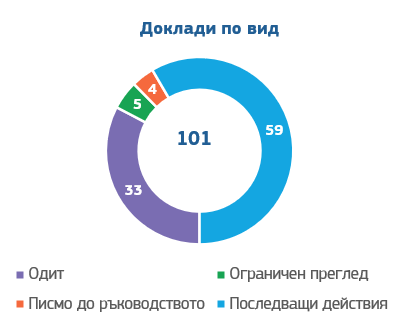 Доклади по вид
4
5
59
101
33
Одит
Ограничен преглед
Писмо до ръководството
Последващи действия